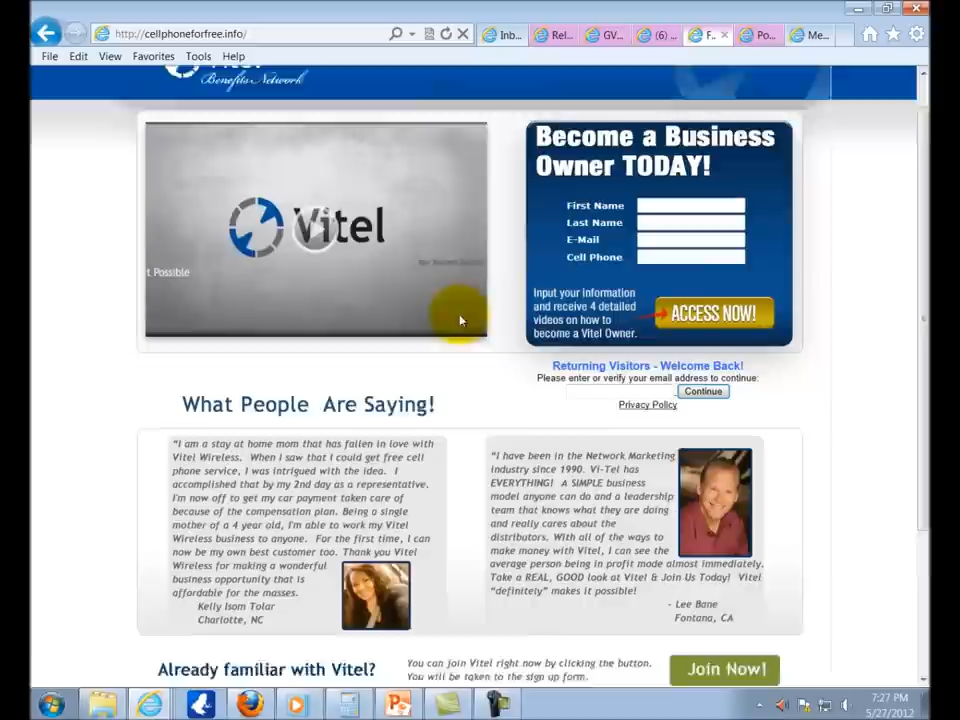 http://cellphoneforfree.info/
Inb...
Rel...
GV...
(6) ...
F...
Po...
Me...
File Edit View Favorites Tools Help
Benefits Network
Vitel
t Possible
Become a Business
Owner TODAY!
First Name
Last Name
E-Mail
Cell Phone
Input your information
and receive 4 detailed
videos on how to
become a Vitel Owner.
ACCESS NOW!
Returning Visitors - Welcome Back!
Please enter or verify your email address to continue:
Continue
Privacy Policy
What People Are Saying!
"I am a stay at home mom that has fallen in love with
Vitel Wireless. When I saw that I could get free cell
phone service, I was intrigued with the idea. I
accomplished that by my 2nd day as a representative.
I'm now off to get my car payment taken care of
because of the compensation plan. Being a single
mother of a 4 year old, I'm able to work my Vitel
Wireless business to anyone. For the first time, I can
now be my own best customer too. Thank you Vitel
Wireless for making a wonderful
business opportunity that is
affordable for the masses.
Kelly Isom Tolar
Charlotte, NC
"I have been in the Network Marketing
industry since 1990. Vi-Tel has
EVERYTHING! A SIMPLE business
model anyone can do and a leadership
team that knows what they are doing
and really cares about the
distributors. With all of the ways to
make money with Vitel, I can see the
average person being in profit mode almost immediately.
Take a REAL, GOOD look at Vitel & Join Us Today! Vitel
"definitely" makes it possible!
- Lee Bane
Fontana, CA
Already familiar with Vitel?
You can join Vitel right now by clicking the button.
You will be taken to the sign up form.
Join Now!
7:27 PM
5/27/2012